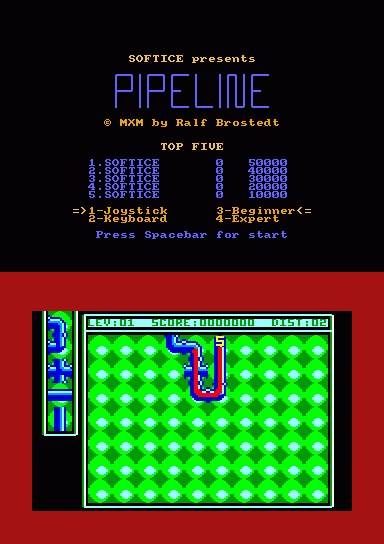 SOFTICE presents
PIPELINE
© MXM by Ralf Brostedt
TOP FIVE
1.SOFTICE 0 50000
2.SOFTICE 0 40000
3.SOFTICE 0 30000
4.SOFTICE 0 20000
5.SOFTICE 0 10000
=>1-Joystick 3-Beginner<=
2-Keyboard 4-Expert
Press Spacebar for start
LEV:01 SCORE:0000000 DIST:02
S